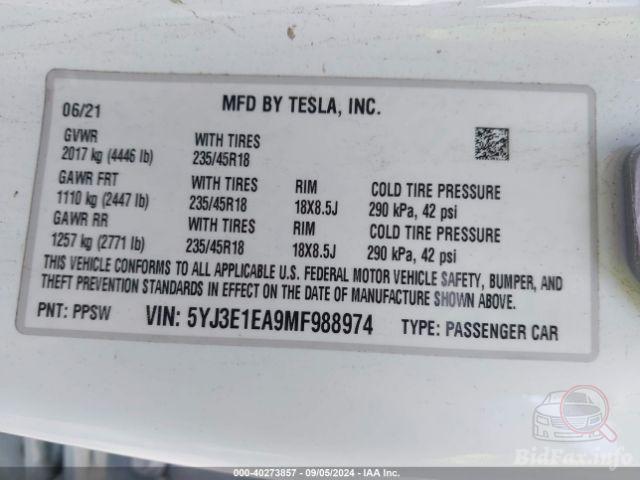 06/21 MFD BY TESLA, INC.
GVWR WITH TIRES
2017 kg (4446 lb) 235/45R18
GAWR FRT WITH TIRES RIM COLD TIRE PRESSURE
1110 kg (2447 lb) 235/45R18 18X8.5J 290 kPa, 42 psi
GAWR RR WITH TIRES RIM COLD TIRE PRESSURE
1257 kg (2771 lb) 235/45R18 18X8.5J 290 kPa, 42 psi
THIS VEHICLE CONFORMS TO ALL APPLICABLE U.S. FEDERAL MOTOR VEHICLE SAFETY, BUMPER, AND
THEFT PREVENTION STANDARDS IN EFFECT ON THE DATE OF MANUFACTURE SHOWN ABOVE.
PNT: PPSW VIN: 5YJ3E1EA9MF988974 TYPE: PASSENGER CAR
BidFax.info
000-40273857 - 09/05/2024 - IAA Inc.